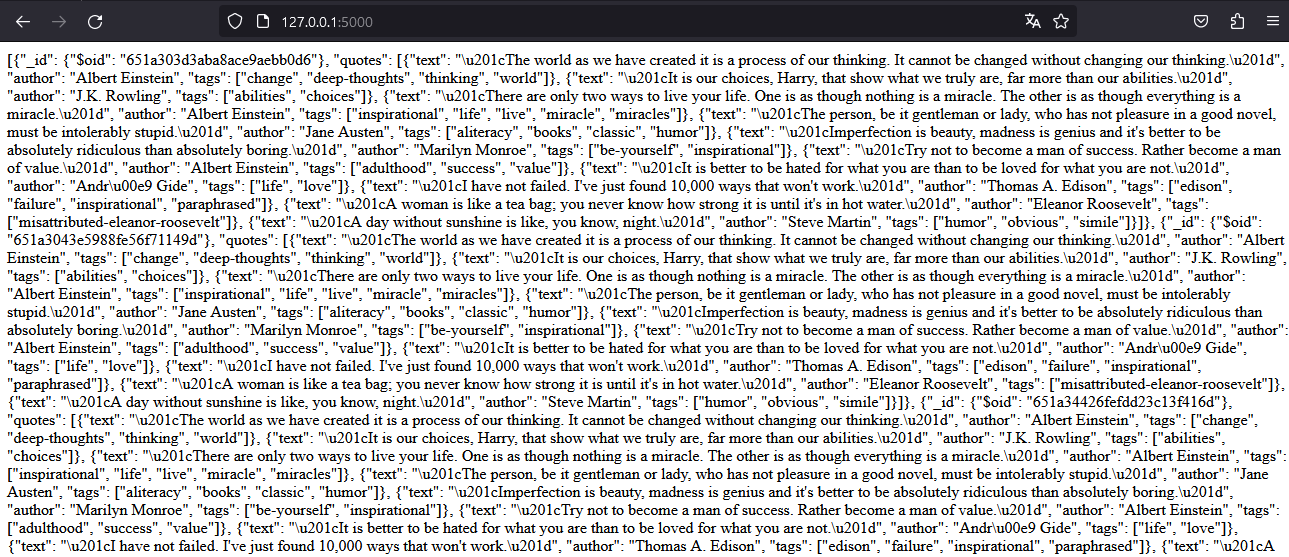 127.0.0.1:5000
[{"_id": {"$oid": "651a303d3aba8ace9aebb0d6"}, "quotes": [{"text": "\u201cThe world as we have created it is a process of our thinking. It cannot be changed without changing our thinking.\u201d",
"author": "Albert Einstein", "tags": ["change", "deep-thoughts", "thinking", "world"]}, {"text": "\u201cIt is our choices, Harry, that show what we truly are, far more than our abilities.\u201d",
"author": "J.K. Rowling", "tags": ["abilities", "choices"]}, {"text": "\u201cThere are only two ways to live your life. One is as though nothing is a miracle. The other is as though everything is a
miracle.\u201d", "author": "Albert Einstein", "tags": ["inspirational", "life", "live", "miracle", "miracles"]}, {"text": "\u201cThe person, be it gentleman or lady, who has not pleasure in a good novel,
must be intolerably stupid.\u201d", "author": "Jane Austen", "tags": ["aliteracy", "books", "classic", "humor"]}, {"text": "\u201cImperfection is beauty, madness is genius and it's better to be
absolutely ridiculous than absolutely boring.\u201d", "author": "Marilyn Monroe", "tags": ["be-yourself", "inspirational"]}, {"text": "\u201cTry not to become a man of success. Rather become a man
of value.\u201d", "author": "Albert Einstein", "tags": ["adulthood", "success", "value"]}, {"text": "\u201cIt is better to be hated for what you are than to be loved for what you are not.\u201d",
"author": "Andr\u00e9 Gide", "tags": ["life", "love"]}, {"text": "\u201cI have not failed. I've just found 10,000 ways that won't work.\u201d", "author": "Thomas A. Edison", "tags": ["edison",
"failure", "inspirational", "paraphrased"]}, {"text": "\u201cA woman is like a tea bag; you never know how strong it is until it's in hot water.\u201d", "author": "Eleanor Roosevelt", "tags":
["misattributed-eleanor-roosevelt"]}, {"text": "\u201cA day without sunshine is like, you know, night.\u201d", "author": "Steve Martin", "tags": ["humor", "obvious", "simile"]}]}, {"_id": {"$oid":
"651a3043e5988fe56f71149d"}, "quotes": [{"text": "\u201cThe world as we have created it is a process of our thinking. It cannot be changed without changing our thinking.\u201d", "author": "Albert
Einstein", "tags": ["change", "deep-thoughts", "thinking", "world"]}, {"text": "\u201cIt is our choices, Harry, that show what we truly are, far more than our abilities.\u201d", "author": "J.K. Rowling",
"tags": ["abilities", "choices"]}, {"text": "\u201cThere are only two ways to live your life. One is as though nothing is a miracle. The other is as though everything is a miracle.\u201d", "author":
"Albert Einstein", "tags": ["inspirational", "life", "live", "miracle", "miracles"]}, {"text": "\u201cThe person, be it gentleman or lady, who has not pleasure in a good novel, must be intolerably
stupid.\u201d", "author": "Jane Austen", "tags": ["aliteracy", "books", "classic", "humor"]}, {"text": "\u201cImperfection is beauty, madness is genius and it's better to be absolutely ridiculous than
absolutely boring.\u201d", "author": "Marilyn Monroe", "tags": ["be-yourself", "inspirational"]}, {"text": "\u201cTry not to become a man of success. Rather become a man of value.\u201d", "author":
"Albert Einstein", "tags": ["adulthood", "success", "value"]}, {"text": "\u201cIt is better to be hated for what you are than to be loved for what you are not.\u201d", "author": "Andr\u00e9 Gide",
"tags": ["life", "love"]}, {"text": "\u201cI have not failed. I've just found 10,000 ways that won't work.\u201d", "author": "Thomas A. Edison", "tags": ["edison", "failure", "inspirational",
"paraphrased"]}, {"text": "\u201cA woman is like a tea bag; you never know how strong it is until it's in hot water.\u201d", "author": "Eleanor Roosevelt", "tags": ["misattributed-eleanor-roosevelt"]},
{"text": "\u201cA day without sunshine is like, you know, night.\u201d", "author": "Steve Martin", "tags": ["humor", "obvious", "simile"]}]}, {"_id": {"$oid": "651a34426fefdd23c13f416d"},
"quotes": [{"text": "\u201cThe world as we have created it is a process of our thinking. It cannot be changed without changing our thinking.\u201d", "author": "Albert Einstein", "tags": ["change",
"deep-thoughts", "thinking", "world"]}, {"text": "\u201cIt is our choices, Harry, that show what we truly are, far more than our abilities.\u201d", "author": "J.K. Rowling", "tags": ["abilities",
"choices"]}, {"text": "\u201cThere are only two ways to live your life. One is as though nothing is a miracle. The other is as though everything is a miracle.\u201d", "author": "Albert Einstein", "tags":
["inspirational", "life", "live", "miracle", "miracles"]}, {"text": "\u201cThe person, be it gentleman or lady, who has not pleasure in a good novel, must be intolerably stupid.\u201d", "author": "Jane
Austen", "tags": ["aliteracy", "books", "classic", "humor"]}, {"text": "\u201cImperfection is beauty, madness is genius and it's better to be absolutely ridiculous than absolutely boring.\u201d",
"author": "Marilyn Monroe", "tags": ["be-yourself", "inspirational"]}, {"text": "\u201cTry not to become a man of success. Rather become a man of value.\u201d", "author": "Albert Einstein", "tags":
["adulthood", "success", "value"]}, {"text": "\u201cIt is better to be hated for what you are than to be loved for what you are not.\u201d", "author": "Andr\u00e9 Gide", "tags": ["life", "love"]},
{"text": "\u201cI have not failed. I've just found 10,000 ways that won't work.\u201d", "author": "Thomas A. Edison", "tags": ["edison", "failure", "inspirational", "paraphrased"]}, {"text": "\u201cA